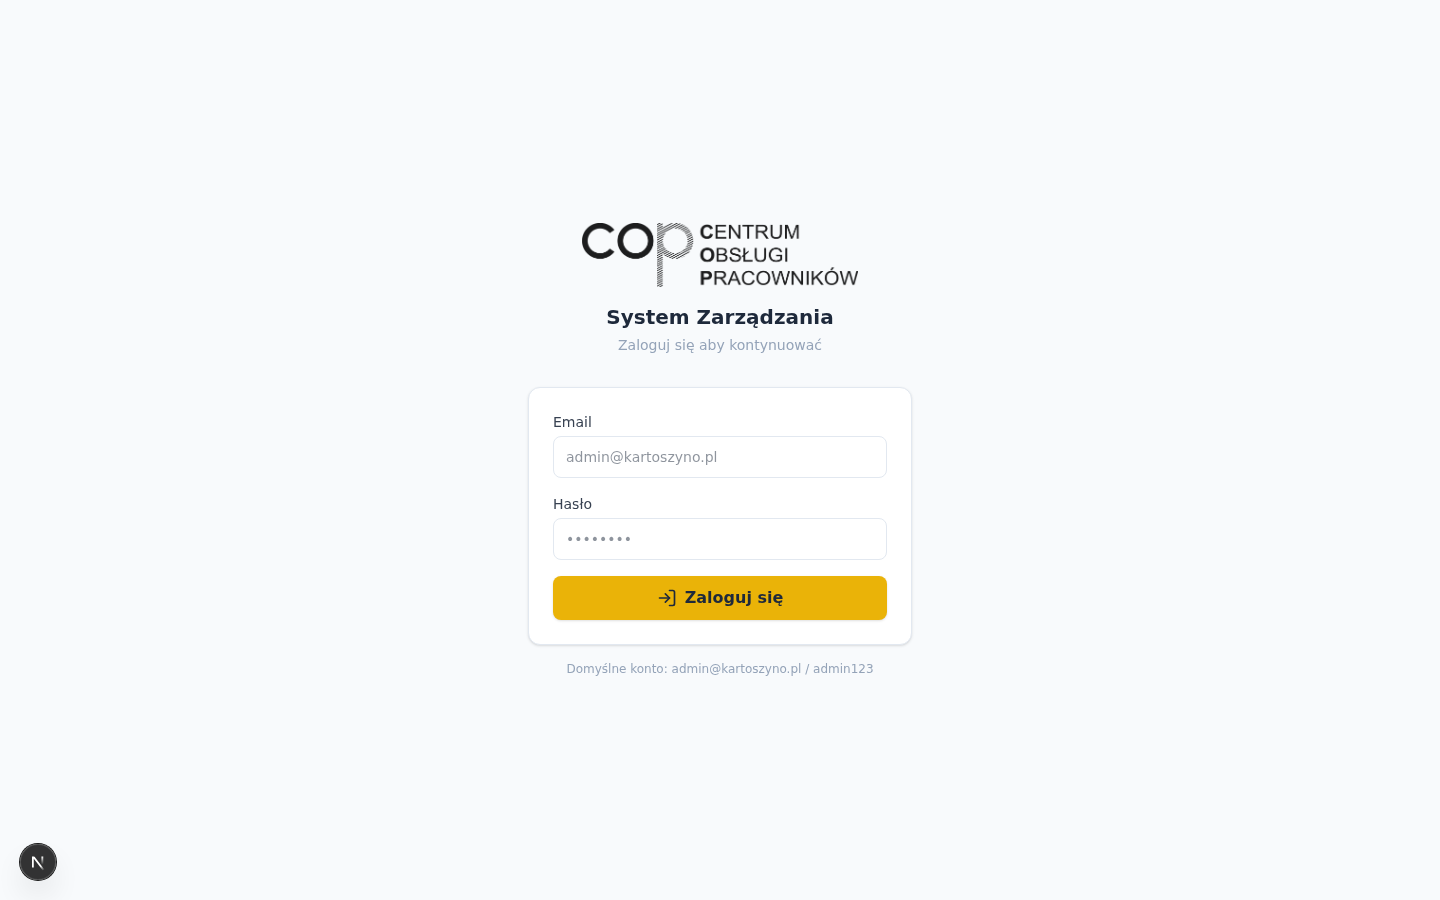 cop CENTRUM
OBSŁUGI
PRACOWNIKÓW
System Zarządzania
Zaloguj się aby kontynuować
Email
admin@kartoszyno.pl
Hasło
••••••••
Zaloguj się
Domyślne konto: admin@kartoszyno.pl / admin123
N